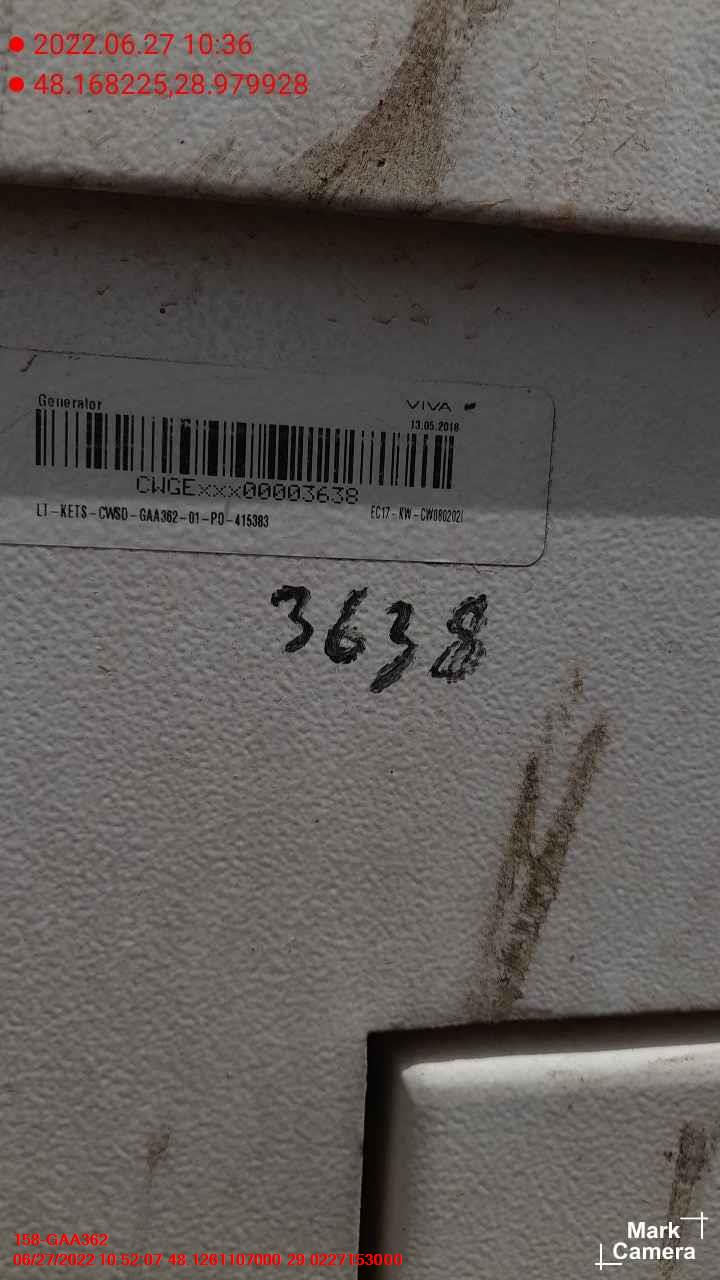 2022.06.27 10:36
48.168225,28.979928
Generator
VIVA
13.05.2018
CWGExxx00003638
LT-KETS-CWSD-GAA362-01-PO-415383
EC17-KW-CW080202I
3638
158-GAA362
06/27/2022 10:52:07 48.1261107000 29.0227153000
Mark
Camera